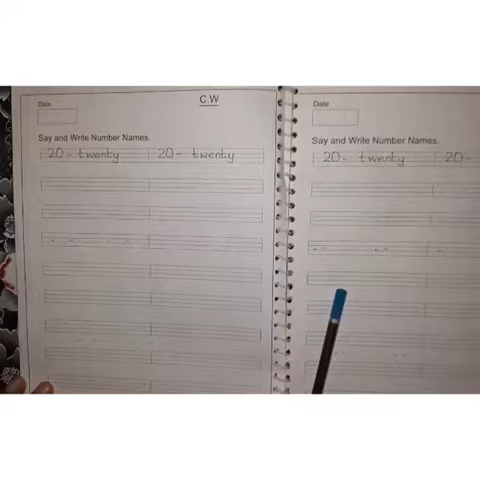 C.W
Date
Say and Write Number Names.
20 - twenty 20 - twenty
Date
Say and Write Number Names.
20 - twenty 20 -